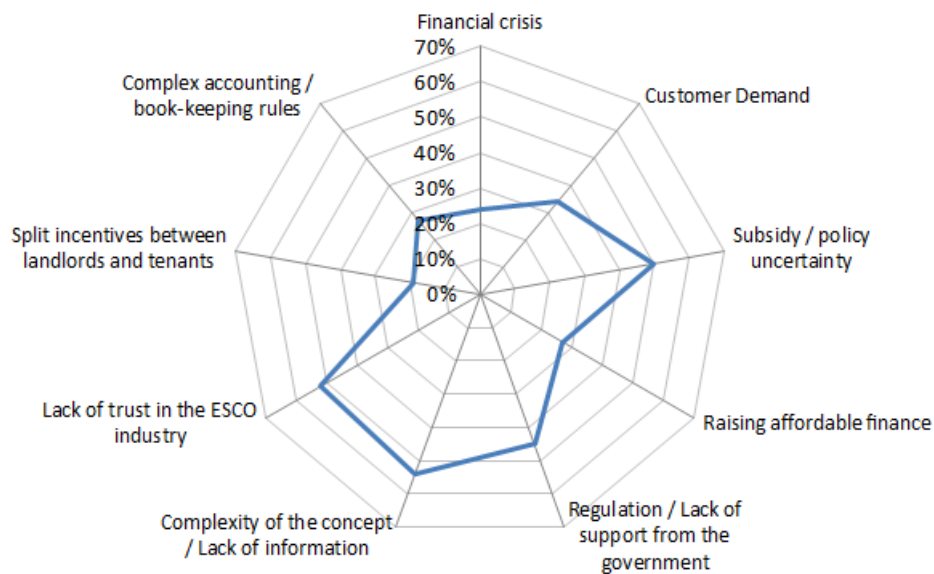 Financial crisis
70%
60%
50%
40%
30%
20%
10%
0%
Customer Demand
Subsidy / policy
uncertainty
Raising affordable finance
Regulation / Lack of
support from the
government
Complexity of the concept
/ Lack of information
Lack of trust in the ESCO
industry
Split incentives between
landlords and tenants
Complex accounting /
book-keeping rules